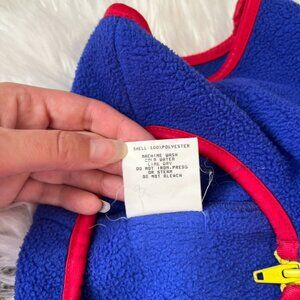 SHELL:100%POLYESTER
MACHINE WASH
COLD WATER
LINE DRY
DO NOT IRON,PRESS
OR STEAM
DO NOT BLEACH